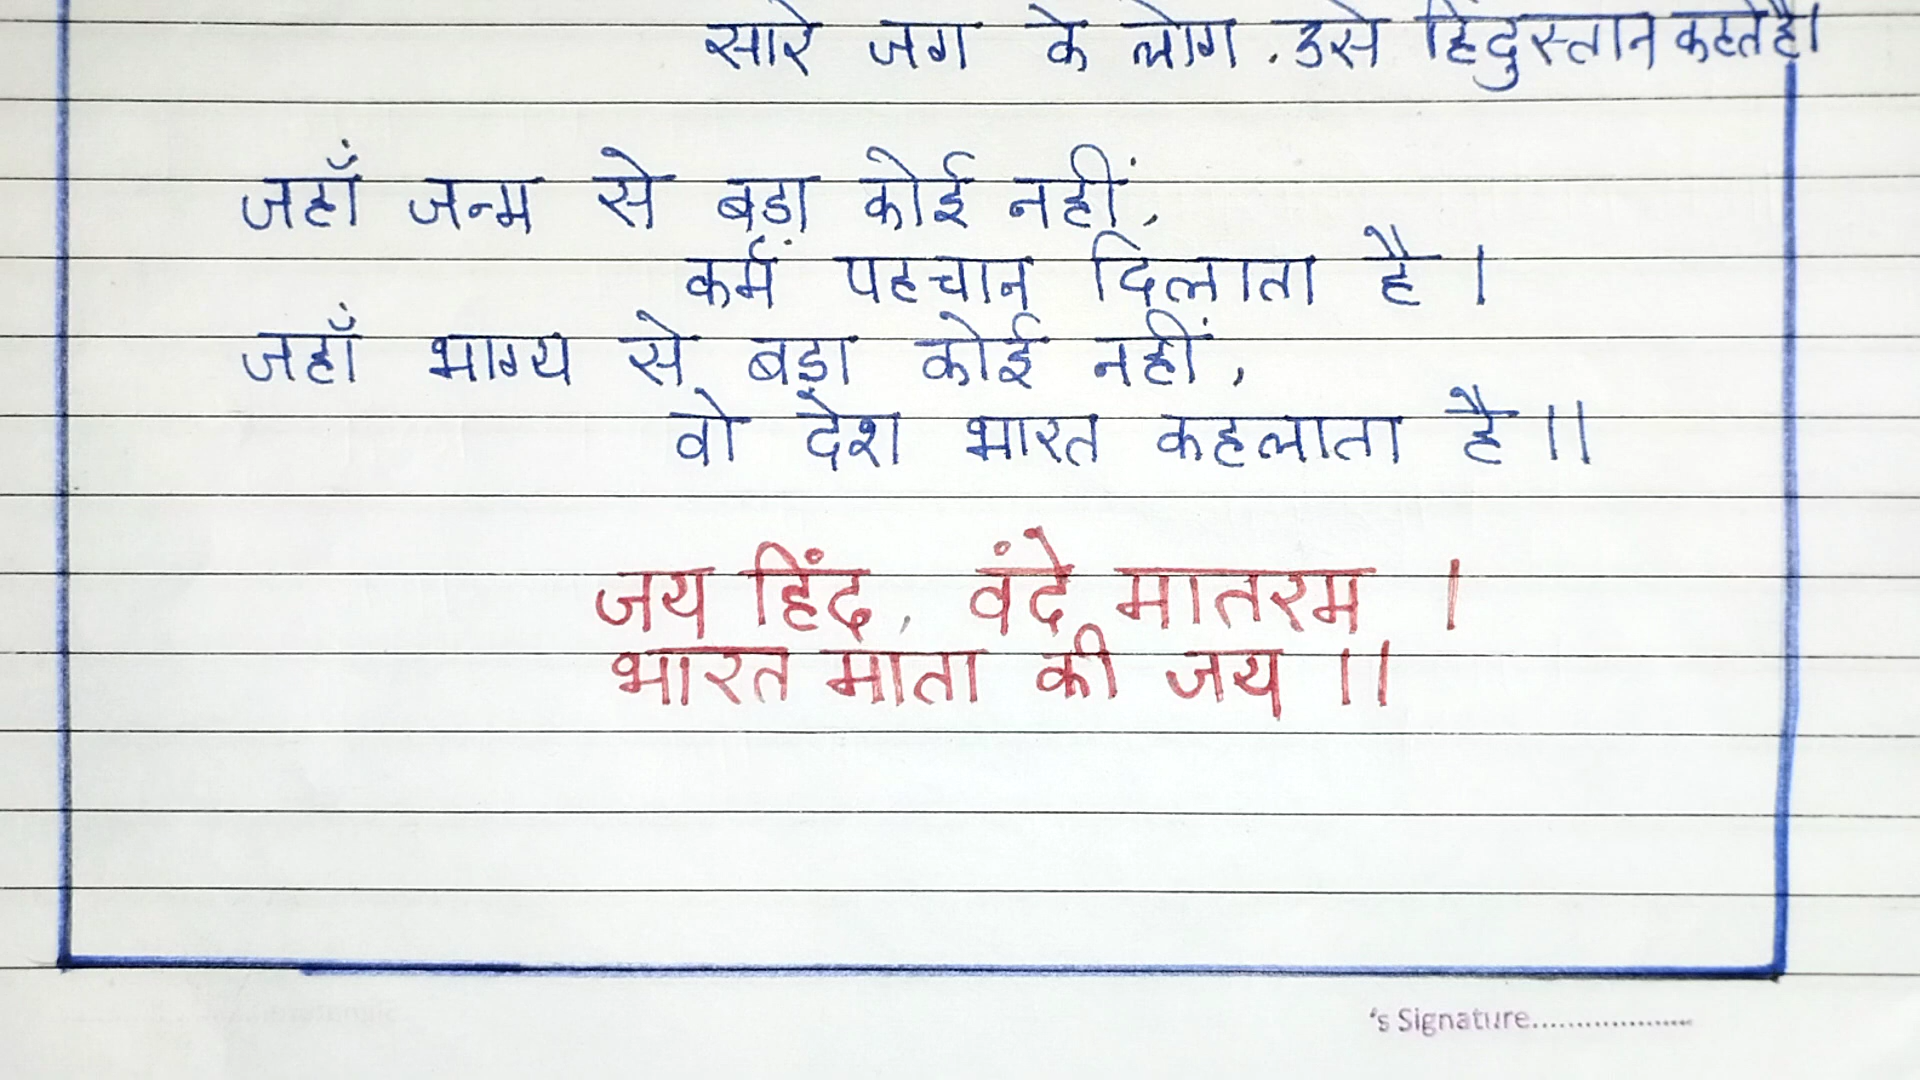 सारे जग के लोग . उसे हिंदुस्तान कहते है।
जहाँ जन्म से बडा कोई नहीं,
कर्म पहचान दिलाता है ।
जहाँ भाग्य से बड़ा कोई नहीं,
वो देश भारत कहलाता है ।।
जय हिंद, वंदे मातरम ।
भारत माता की जय ।।
's Signature...................